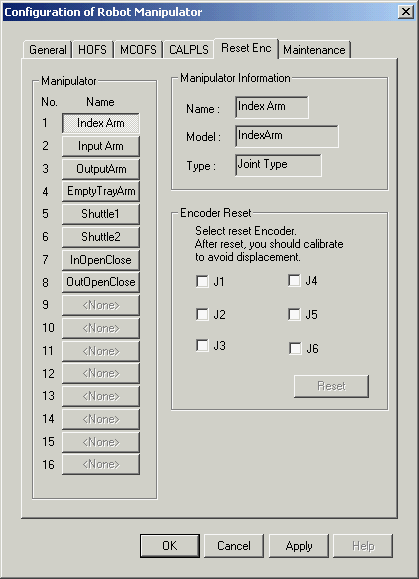 Configuration of Robot Manipulator
General HOFS MCOFS CALPLS Reset Enc Maintenance
Manipulator
No. Name
1 Index Arm
2 Input Arm
3 OutputArm
4 EmptyTrayArm
5 Shuttle1
6 Shuttle2
7 InOpenClose
8 OutOpenClose
9 <None>
10 <None>
11 <None>
12 <None>
13 <None>
14 <None>
15 <None>
16 <None>
Manipulator Information
Name : Index Arm
Model : IndexArm
Type : Joint Type
Encoder Reset
Select reset Encoder.
After reset, you should calibrate
to avoid displacement.
J1 J4
J2 J5
J3 J6
Reset
OK Cancel Apply Help